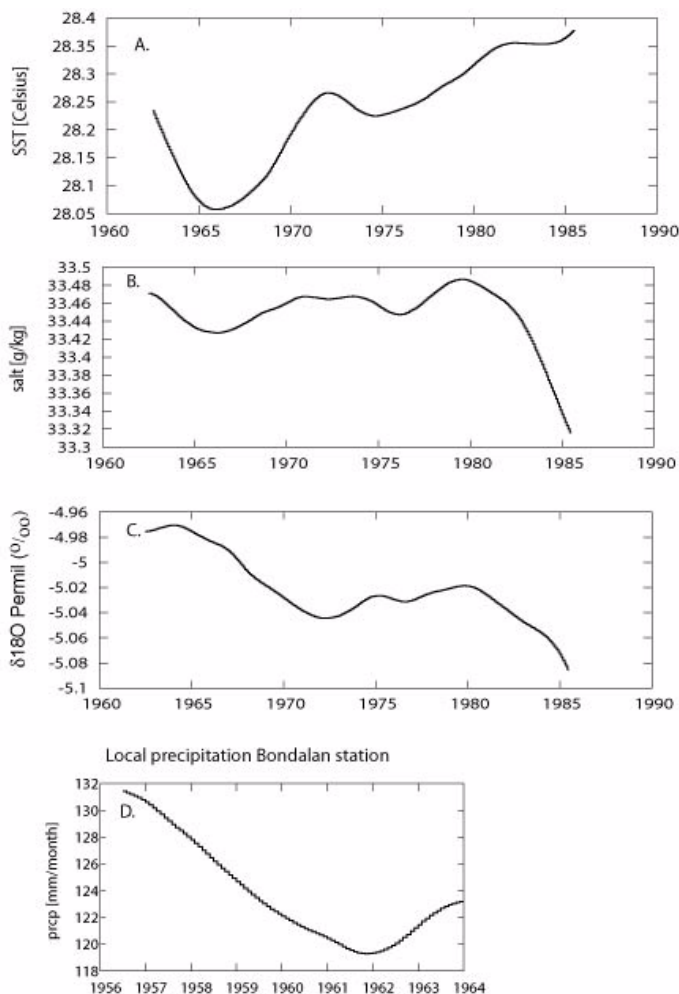 28.4
28.35
28.3
28.25
28.2
28.15
28.1
28.05
SST [Celsius]
A.
1960 1965 1970 1975 1980 1985 1990
33.5
33.48
33.46
33.44
33.42
33.4
33.38
33.36
33.34
33.32
33.3
salt [g/kg]
B.
1960 1965 1970 1975 1980 1985 1990
-4.96
-4.98
-5
-5.02
-5.04
-5.06
-5.08
-5.1
δ18O Permil (O/oo)
C.
1960 1965 1970 1975 1980 1985 1990
Local precipitation Bondalan station
132
130
128
126
124
122
120
118
prcp [mm/month]
D.
1956 1957 1958 1959 1960 1961 1962 1963 1964